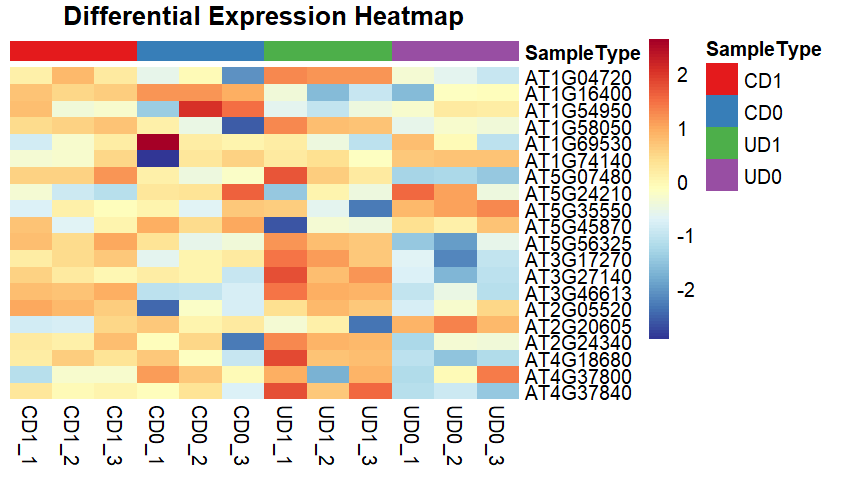 Differential Expression Heatmap
SampleType
AT1G04720
AT1G16400
AT1G54950
AT1G58050
AT1G69530
AT1G74140
AT5G07480
AT5G24210
AT5G35550
AT5G45870
AT5G56325
AT3G17270
AT3G27140
AT3G46613
AT2G05520
AT2G20605
AT2G24340
AT4G18680
AT4G37800
AT4G37840
CD1_1
CD1_2
CD1_3
CD0_1
CD0_2
CD0_3
UD1_1
UD1_2
UD1_3
UD0_1
UD0_2
UD0_3
2
1
0
-1
-2
SampleType
CD1
CD0
UD1
UD0